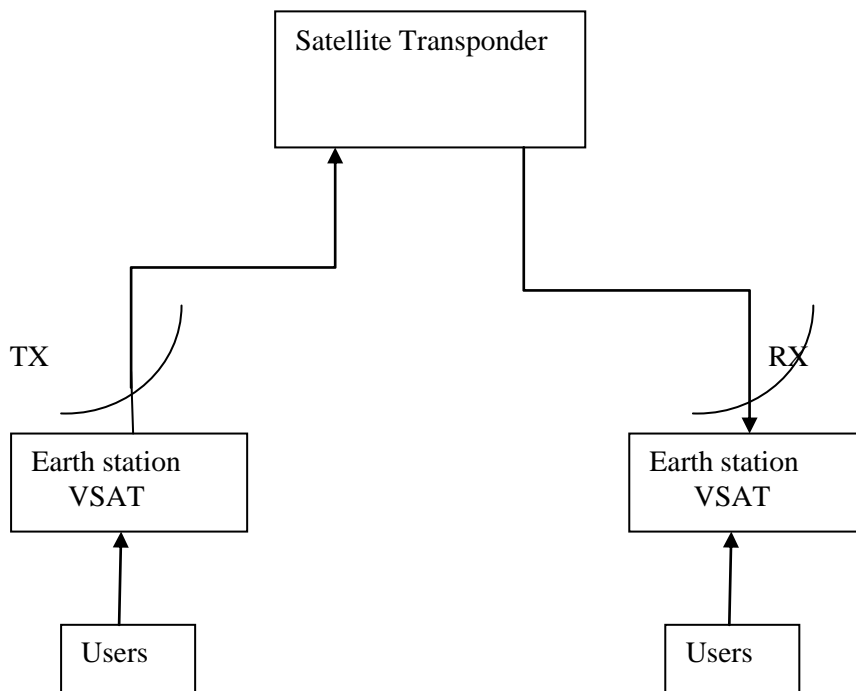 Satellite Transponder
TX
RX
Earth station
VSAT
Earth station
VSAT
Users
Users